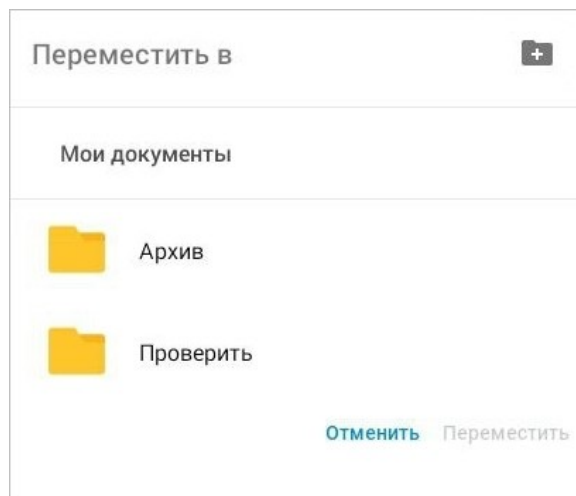 Переместить в
Мои документы
Архив
Проверить
Отменить Переместить